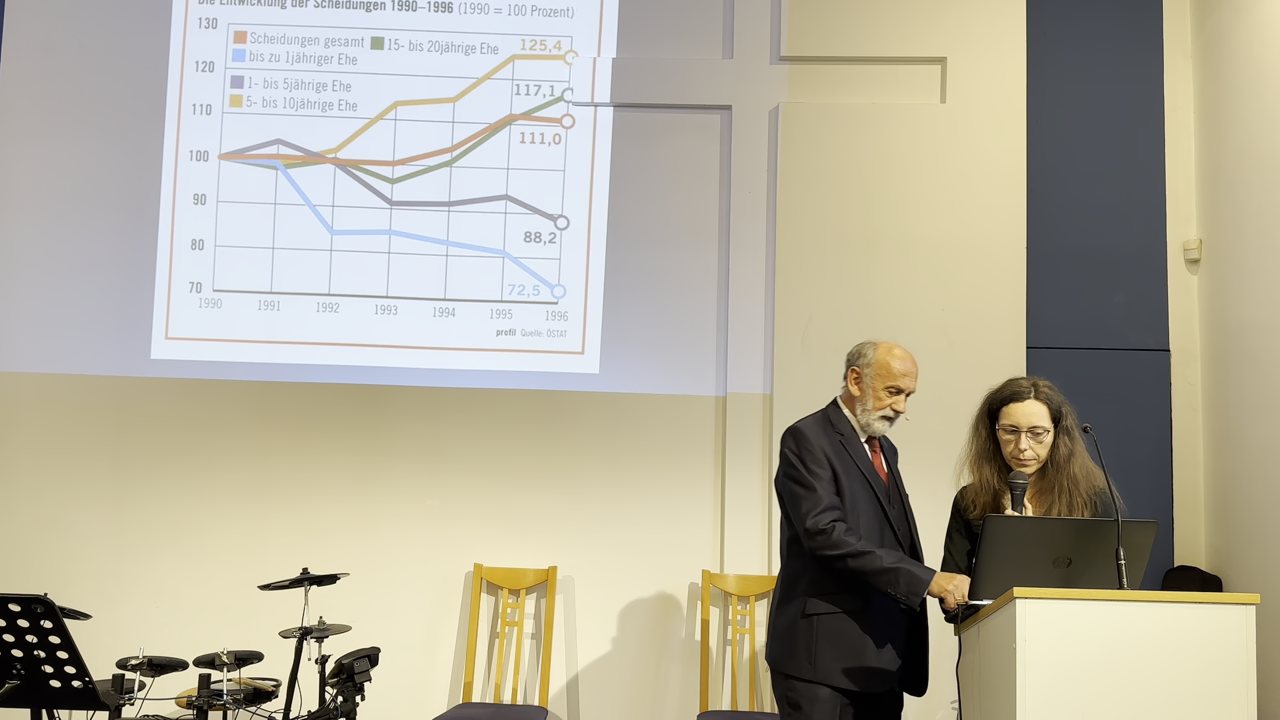 Die Entwicklung der Scheidungen 1990–1996 (1990 = 100 Prozent)
130
120
110
100
90
80
70
Scheidungen gesamt
15- bis 20jährige Ehe
bis zu 1jähriger Ehe
1- bis 5jährige Ehe
5- bis 10jährige Ehe
125,4
117,1
111,0
88,2
72,5
1990 1991 1992 1993 1994 1995 1996
profil Quelle: ÖSTAT